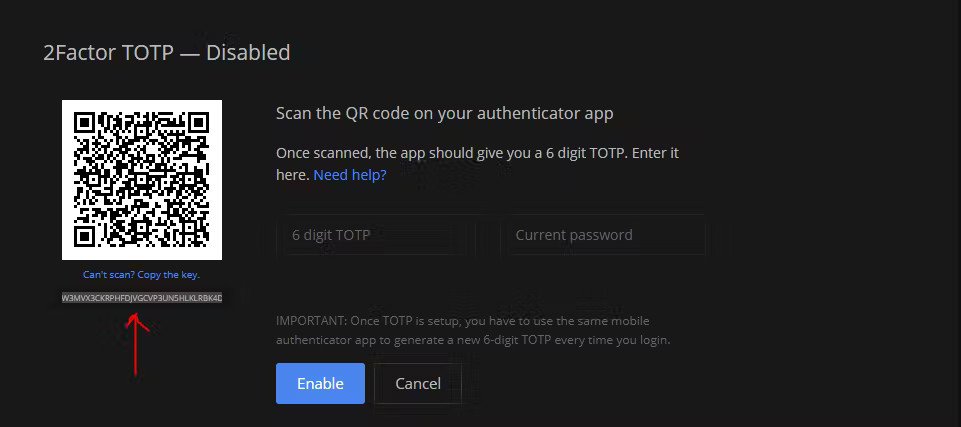 2Factor TOTP — Disabled
Scan the QR code on your authenticator app
Once scanned, the app should give you a 6 digit TOTP. Enter it
here. Need help?
6 digit TOTP
Current password
Can't scan? Copy the key.
W3MVX3CKRPHFDJVGCVP3UN5HLKLRBK4D
IMPORTANT: Once TOTP is setup, you have to use the same mobile
authenticator app to generate a new 6-digit TOTP every time you login.
Enable
Cancel